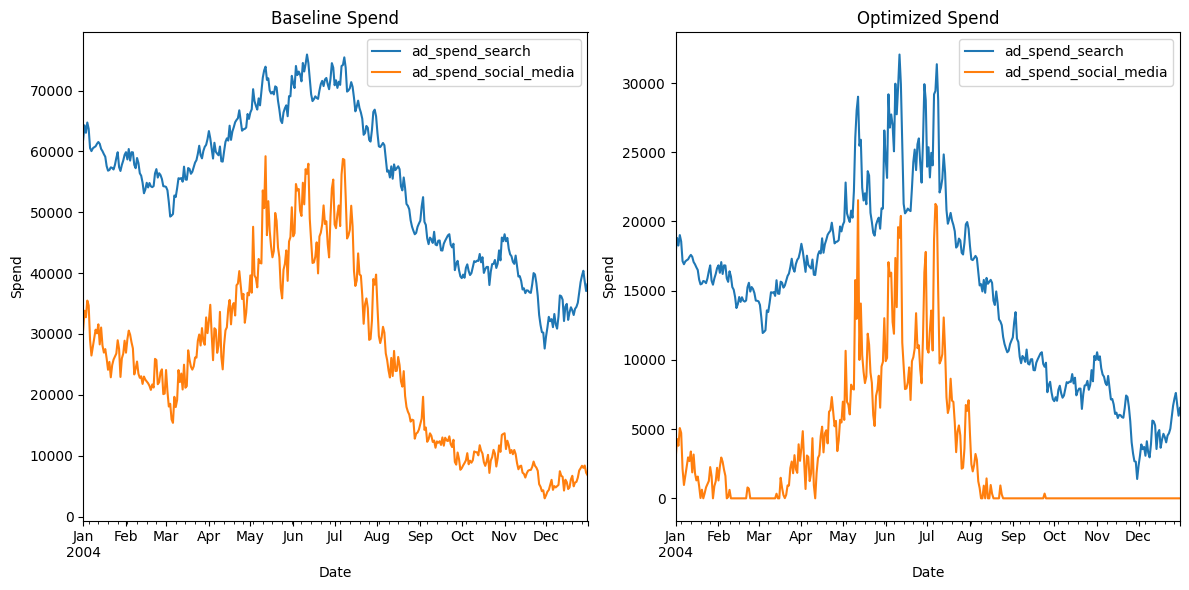 Baseline Spend
ad_spend_search
ad_spend_social_media
70000
60000
50000
40000
30000
20000
10000
0
Spend
Jan Feb Mar Apr May Jun Jul Aug Sep Oct Nov Dec
2004
Date
Optimized Spend
ad_spend_search
ad_spend_social_media
30000
25000
20000
15000
10000
5000
0
Spend
Jan Feb Mar Apr May Jun Jul Aug Sep Oct Nov Dec
2004
Date